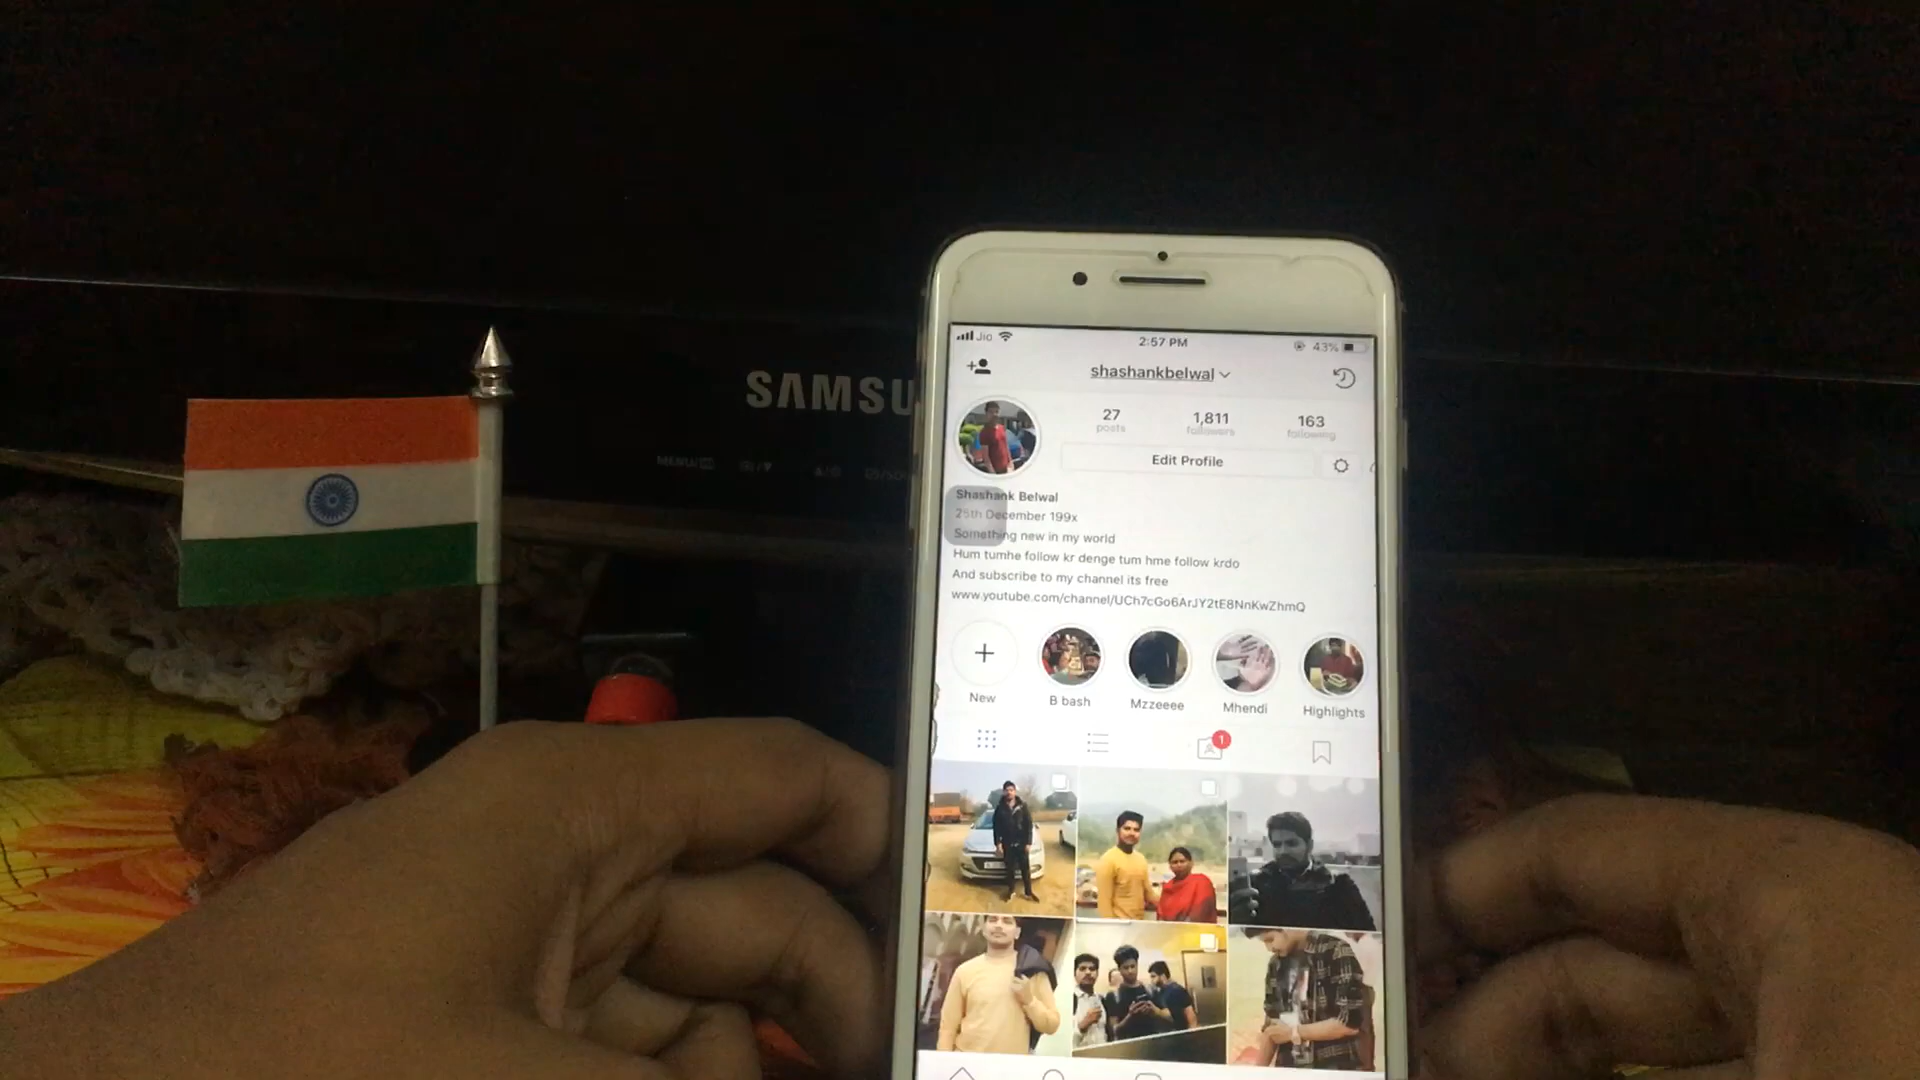 SAMSU
MENU
Jio
2:57 PM
43%
shashankbelwal
27
1,811
163
posts
followers
following
Edit Profile
Shashank Belwal
25th December 199x
Something new in my world
Hum tumhe follow kr denge tum hme follow krdo
And subscribe to my channel its free
www.youtube.com/channel/UCh7cGo6ArJY2tE8NnKwZhmQ
New
B bash
Mzzeeee
Mhendi
Highlights
1